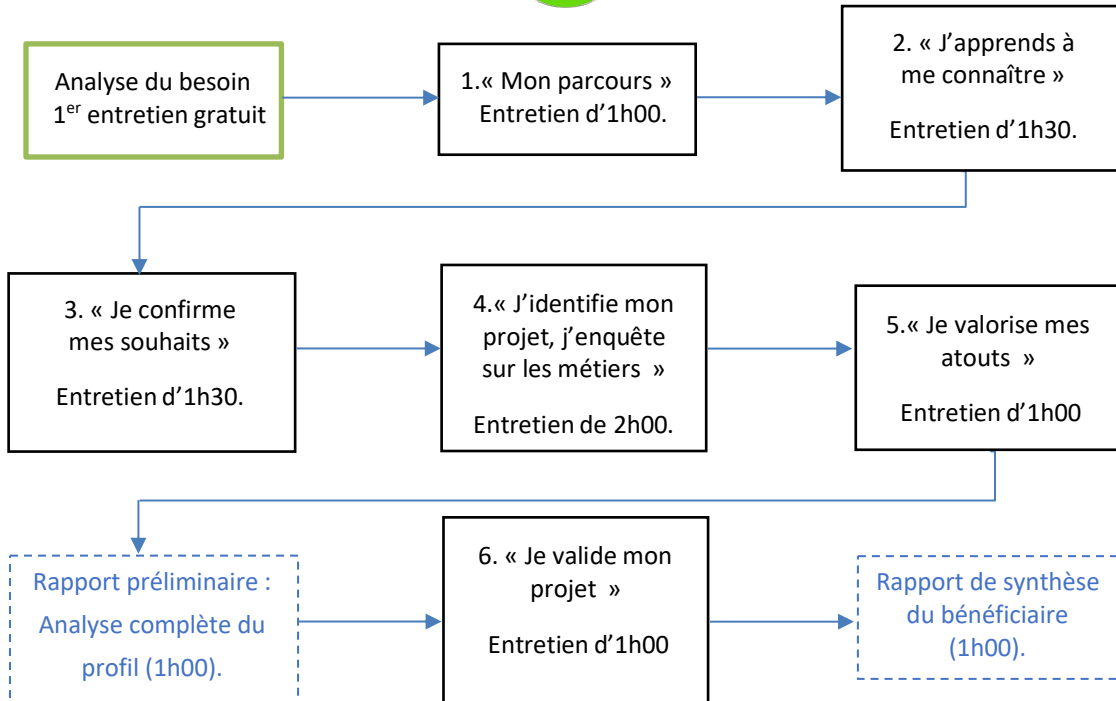 Analyse du besoin
1er entretien gratuit
1.« Mon parcours »
Entretien d’1h00.
2. « J’apprends à
me connaître »
Entretien d’1h30.
3. « Je confirme
mes souhaits »
Entretien d’1h30.
4.« J’identifie mon
projet, j’enquête
sur les métiers  »
Entretien de 2h00.
5.« Je valorise mes
atouts  »
Entretien d’1h00
Rapport préliminaire :
Analyse complète du
profil (1h00).
6. « Je valide mon
projet  »
Entretien d’1h00
Rapport de synthèse
du bénéficiaire
(1h00).